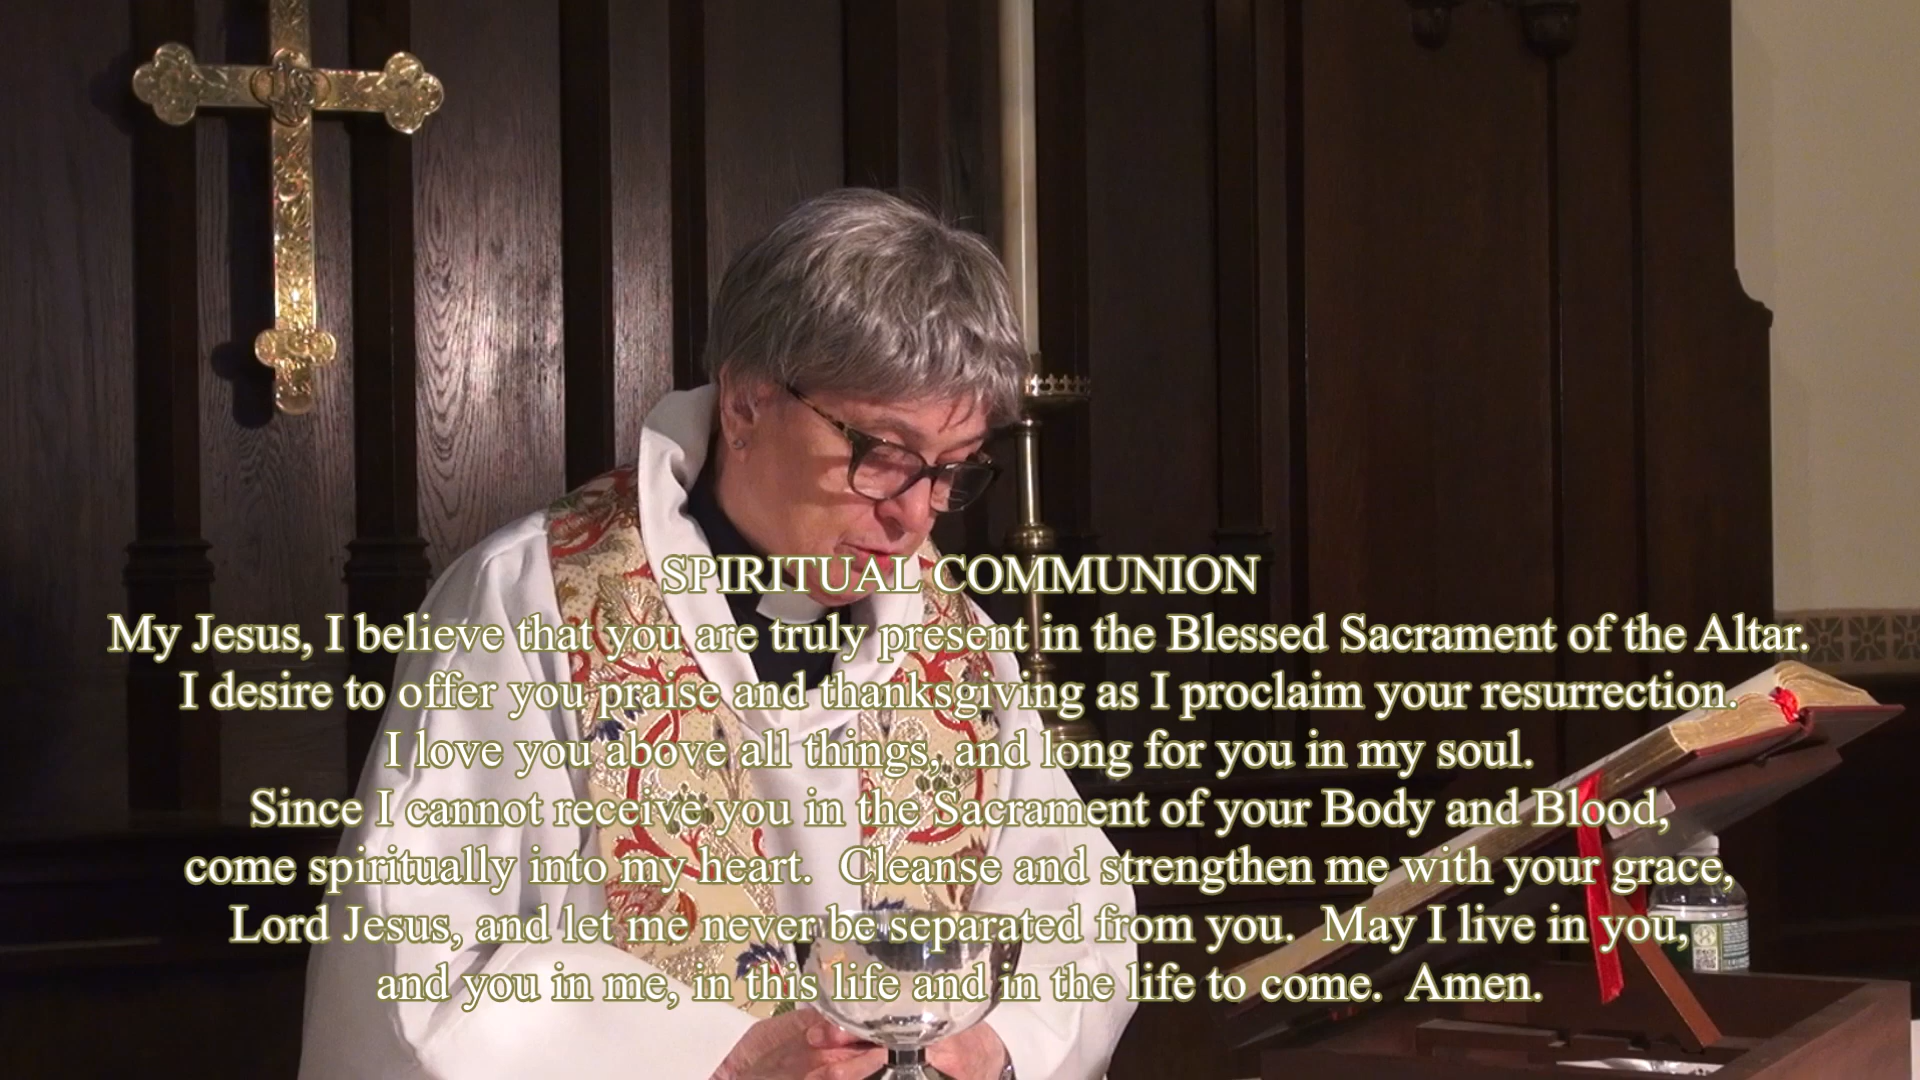 SPIRITUAL COMMUNION
My Jesus, I believe that you are truly present in the Blessed Sacrament of the Altar.
I desire to offer you praise and thanksgiving as I proclaim your resurrection.
I love you above all things, and long for you in my soul.
Since I cannot receive you in the Sacrament of your Body and Blood,
come spiritually into my heart.  Cleanse and strengthen me with your grace,
Lord Jesus, and let me never be separated from you.  May I live in you,
and you in me, in this life and in the life to come.  Amen.